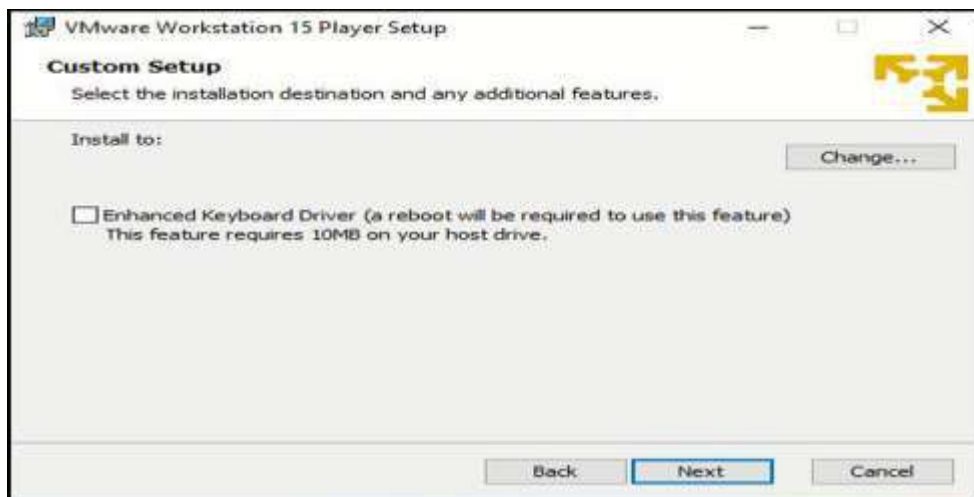 VMware Workstation 15 Player Setup
Custom Setup
Select the installation destination and any additional features.
Install to:
Change...
Enhanced Keyboard Driver (a reboot will be required to use this feature)
This feature requires 10MB on your host drive.
Back Next Cancel